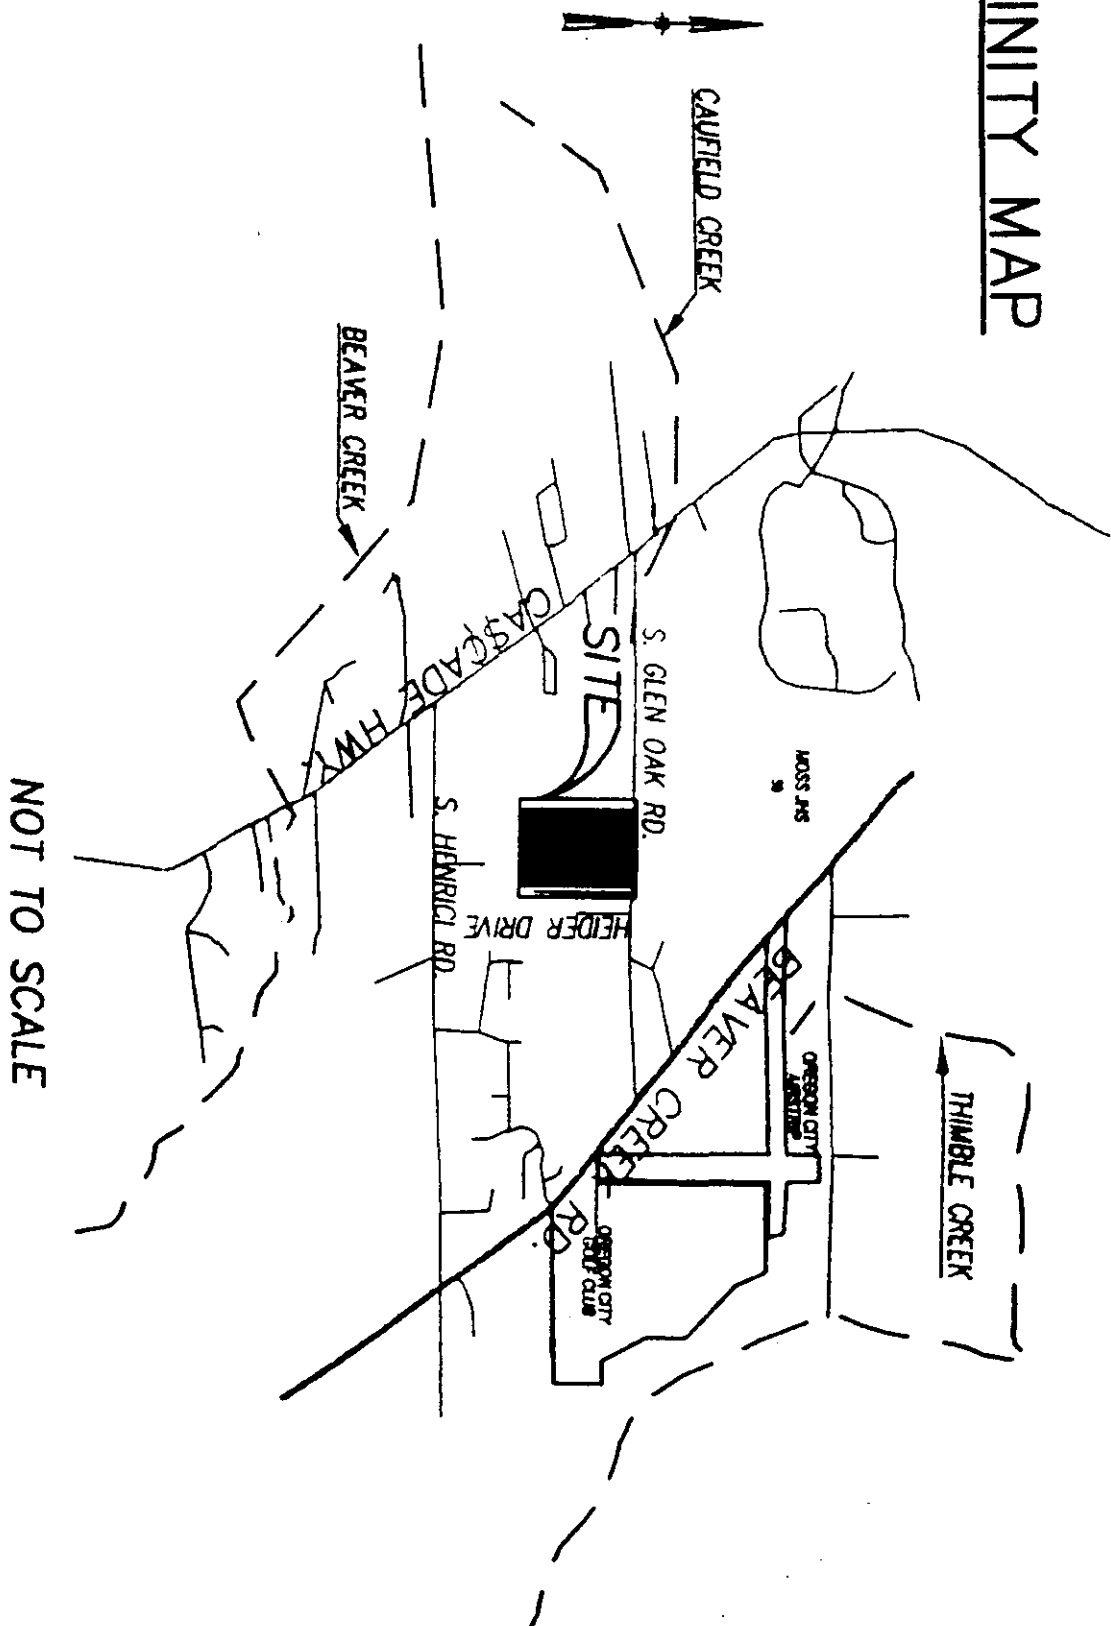 INITY MAP
CAUFIELD CREEK
BEAVER CREEK
THIMBLE CREEK
MOSS JHS
OREGON CITY
AIRSTRIP
S. GLEN OAK RD.
SITE
BEAVER CREEK RD.
HEIDER DRIVE
CASCADE HWY.
S. HENRICI RD.
OREGON CITY
GOLF CLUB
NOT TO SCALE